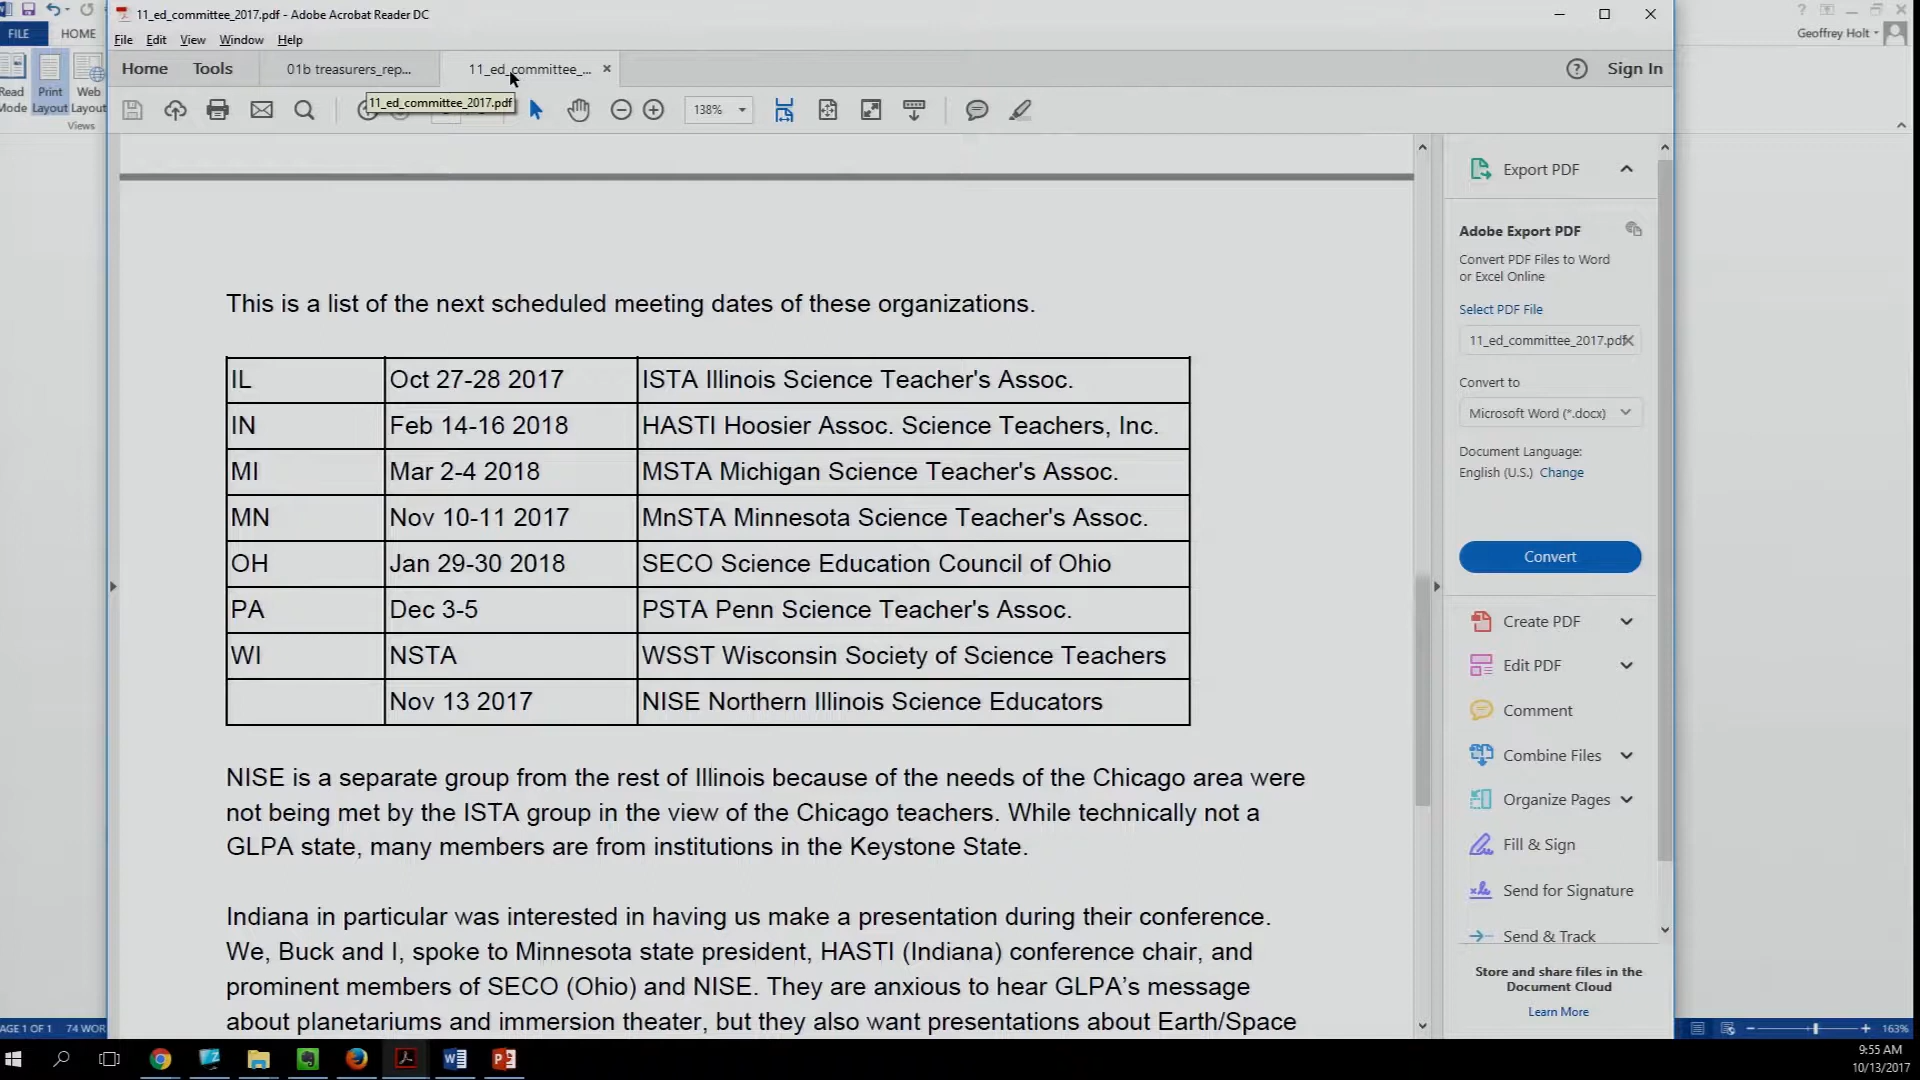 11_ed_committee_2017.pdf - Adobe Acrobat Reader DC
FILE HOME
Geoffrey Holt
File Edit View Window Help
Home Tools 01b treasurers_rep... 11_ed_committee_... × Sign In
Read Mode
Print Layout
Web Layout
Views
11_ed_committee_2017.pdf
138%
This is a list of the next scheduled meeting dates of these organizations.
IL Oct 27-28 2017 ISTA Illinois Science Teacher's Assoc.
IN Feb 14-16 2018 HASTI Hoosier Assoc. Science Teachers, Inc.
MI Mar 2-4 2018 MSTA Michigan Science Teacher's Assoc.
MN Nov 10-11 2017 MnSTA Minnesota Science Teacher's Assoc.
OH Jan 29-30 2018 SECO Science Education Council of Ohio
PA Dec 3-5 PSTA Penn Science Teacher's Assoc.
WI NSTA WSST Wisconsin Society of Science Teachers
Nov 13 2017 NISE Northern Illinois Science Educators
NISE is a separate group from the rest of Illinois because of the needs of the Chicago area were
not being met by the ISTA group in the view of the Chicago teachers. While technically not a
GLPA state, many members are from institutions in the Keystone State.
Indiana in particular was interested in having us make a presentation during their conference.
We, Buck and I, spoke to Minnesota state president, HASTI (Indiana) conference chair, and
prominent members of SECO (Ohio) and NISE. They are anxious to hear GLPA's message
about planetariums and immersion theater, but they also want presentations about Earth/Space
Export PDF
Adobe Export PDF
Convert PDF Files to Word
or Excel Online
Select PDF File
11_ed_committee_2017.pdf
Convert to
Microsoft Word (*.docx)
Document Language:
English (U.S.) Change
Convert
Create PDF
Edit PDF
Comment
Combine Files
Organize Pages
Fill & Sign
Send for Signature
Send & Track
Store and share files in the
Document Cloud
Learn More
AGE 1 OF 1 74 WOR
163%
9:55 AM
10/13/2017